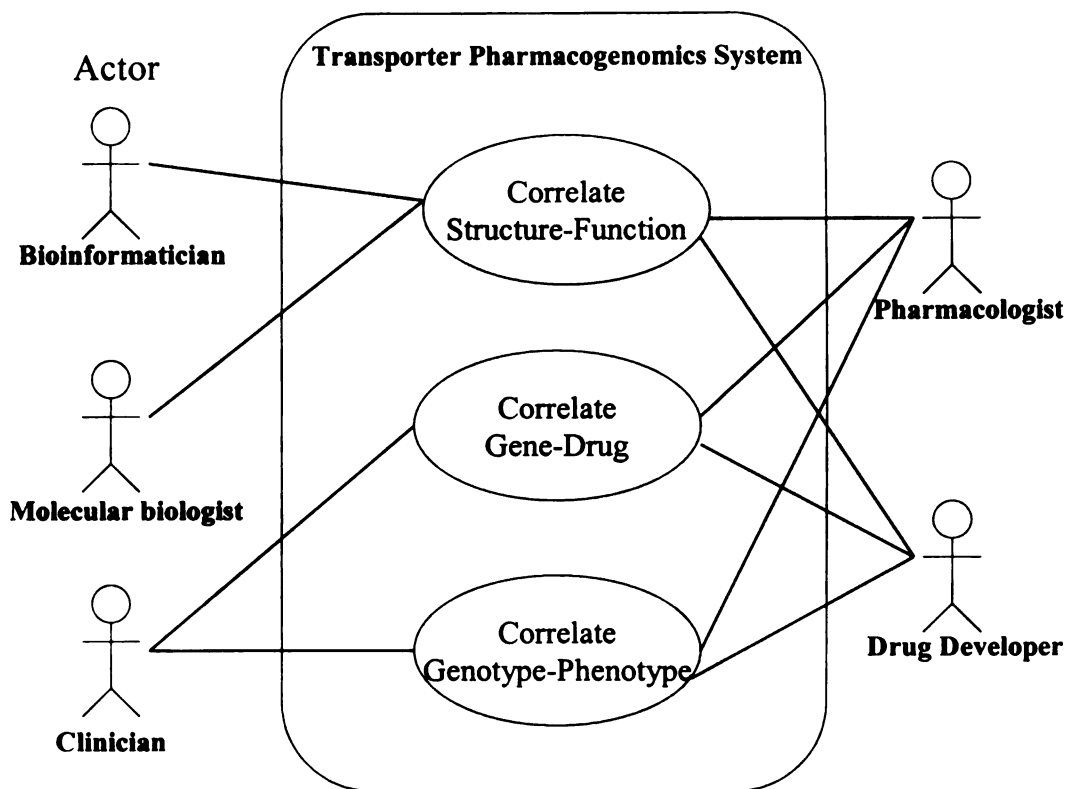 Transporter Pharmacogenomics System
Actor
Bioinformatician
Molecular biologist
Clinician
Correlate
Structure-Function
Correlate
Gene-Drug
Correlate
Genotype-Phenotype
Pharmacologist
Drug Developer